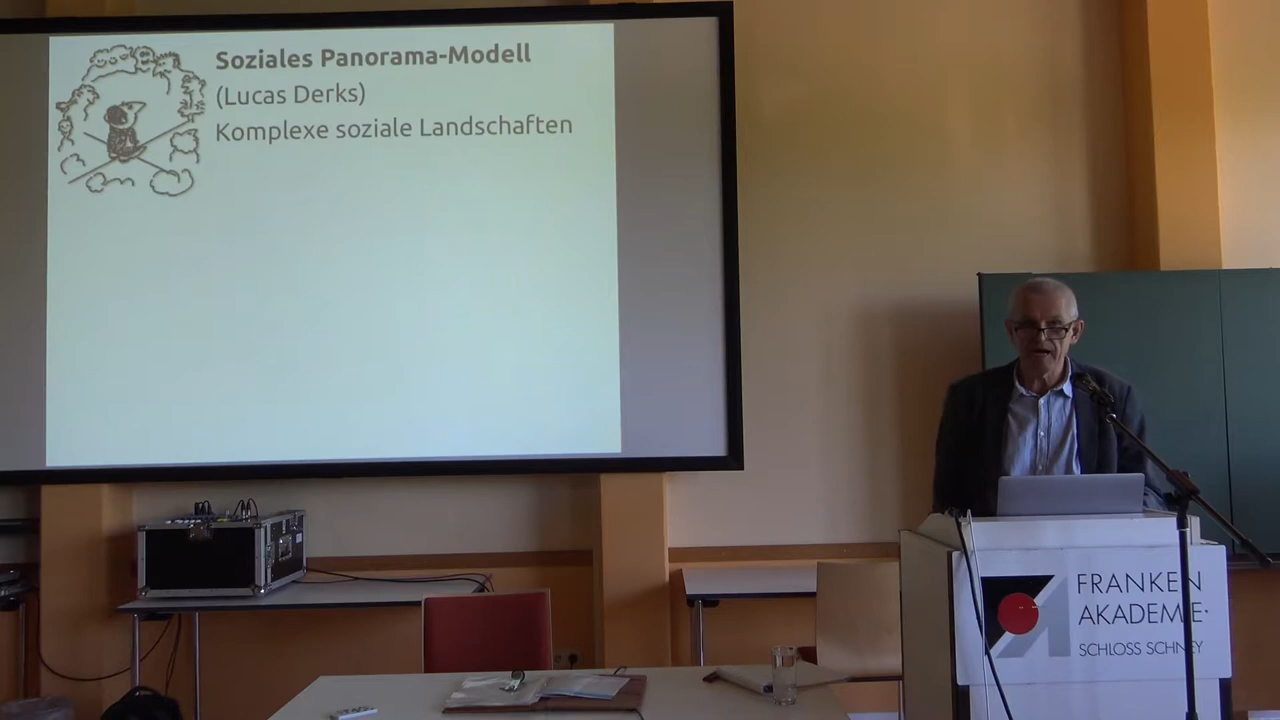 Soziales Panorama-Modell
(Lucas Derks)
Komplexe soziale Landschaften
FRANKEN
AKADEMIE
SCHLOSS SCHNEY